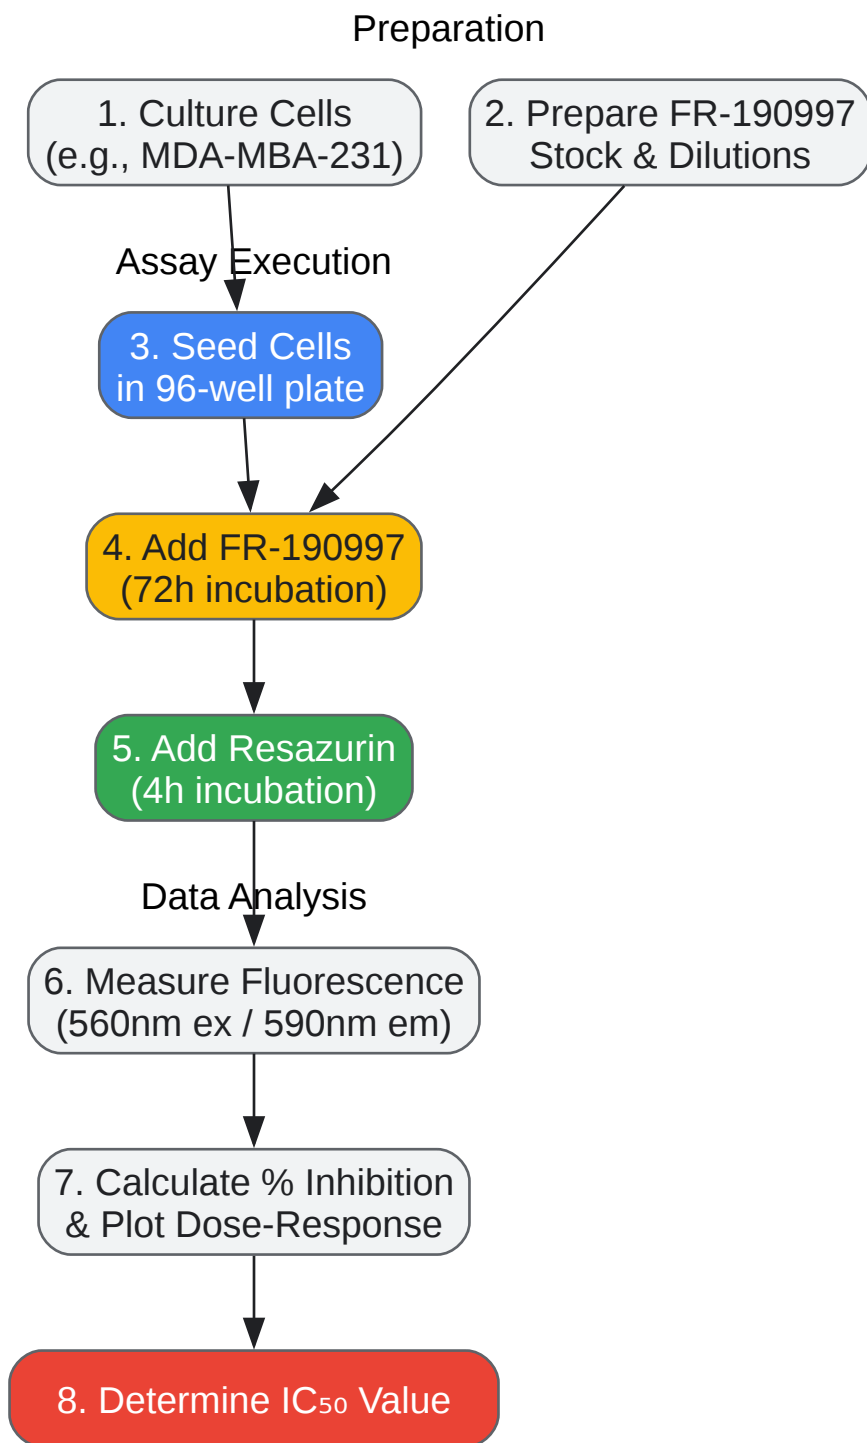 Preparation
1. Culture Cells
(e.g., MDA-MBA-231)
2. Prepare FR-190997
Stock & Dilutions
Assay Execution
3. Seed Cells
in 96-well plate
4. Add FR-190997
(72h incubation)
5. Add Resazurin
(4h incubation)
Data Analysis
6. Measure Fluorescence
(560nm ex / 590nm em)
7. Calculate % Inhibition
& Plot Dose-Response
8. Determine IC₅₀ Value